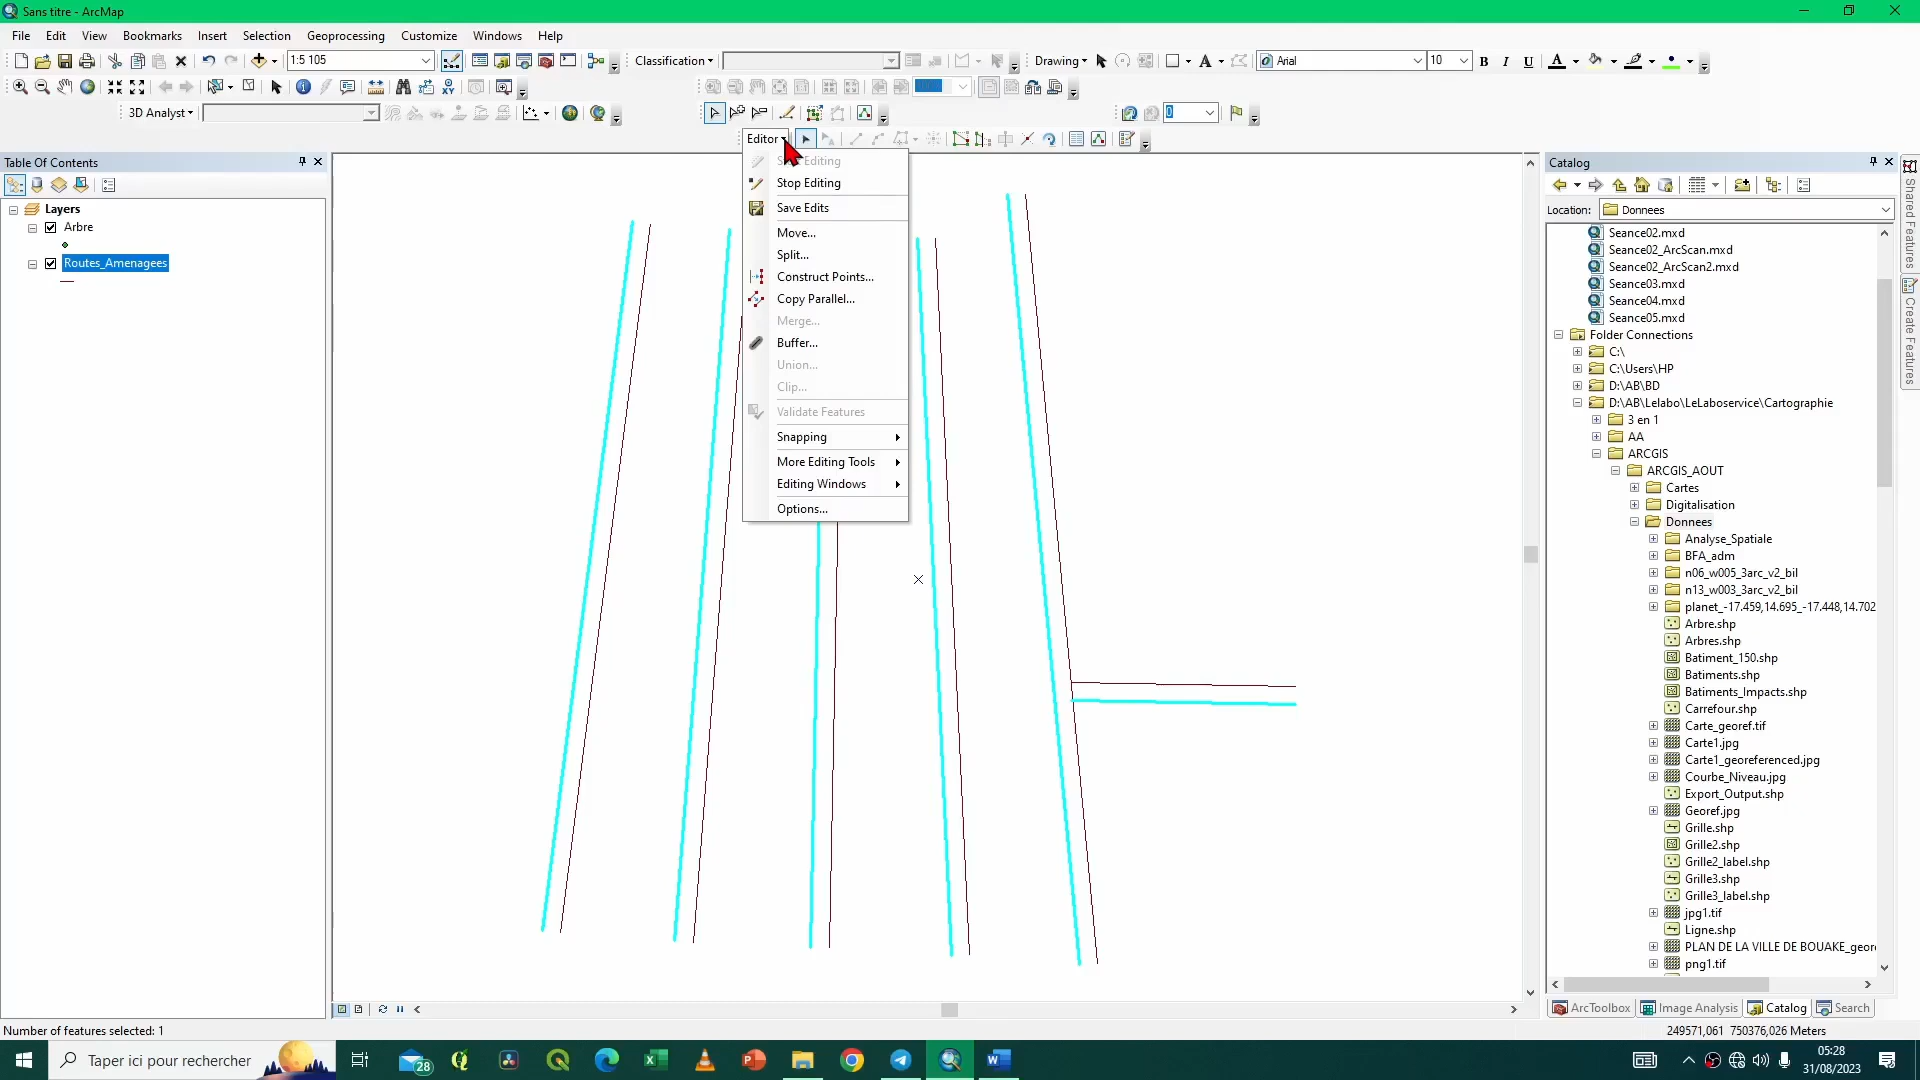 Sans titre - ArcMap
File Edit View Bookmarks Insert Selection Geoprocessing Customize Windows Help
1:5 105
Classification
Drawing
Arial
10
B I U A
3D Analyst
0
Editor
Table Of Contents
Layers
Arbre
Routes_Amenagees
Editing
Stop Editing
Save Edits
Move...
Split...
Construct Points...
Copy Parallel...
Merge...
Buffer...
Union...
Clip...
Validate Features
Snapping
More Editing Tools
Editing Windows
Options...
Catalog
Location: Donnees
Seance02.mxd
Seance02_ArcScan.mxd
Seance02_ArcScan2.mxd
Seance03.mxd
Seance04.mxd
Seance05.mxd
Folder Connections
C:\
C:\Users\HP
D:\AB\BD
D:\AB\Lelabo\LeLaboservice\Cartographie
3 en 1
AA
ARCGIS
ARCGIS_AOUT
Cartes
Digitalisation
Donnees
Analyse_Spatiale
BFA_adm
n06_w005_3arc_v2_bil
n13_w003_3arc_v2_bil
planet_-17.459,14.695_-17.448,14.702
Arbre.shp
Arbres.shp
Batiment_150.shp
Batiments.shp
Batiments_Impacts.shp
Carrefour.shp
Carte_georef.tif
Carte1.jpg
Carte1_georeferenced.jpg
Courbe_Niveau.jpg
Export_Output.shp
Georef.jpg
Grille.shp
Grille2.shp
Grille2_label.shp
Grille3.shp
Grille3_label.shp
jpg1.tif
Ligne.shp
PLAN DE LA VILLE DE BOUAKE_geor
png1.tif
ArcToolbox Image Analysis Catalog Search
Shared Features
Create Features
Number of features selected: 1
249571,061 750376,026 Meters
Taper ici pour rechercher
28
05:28
31/08/2023